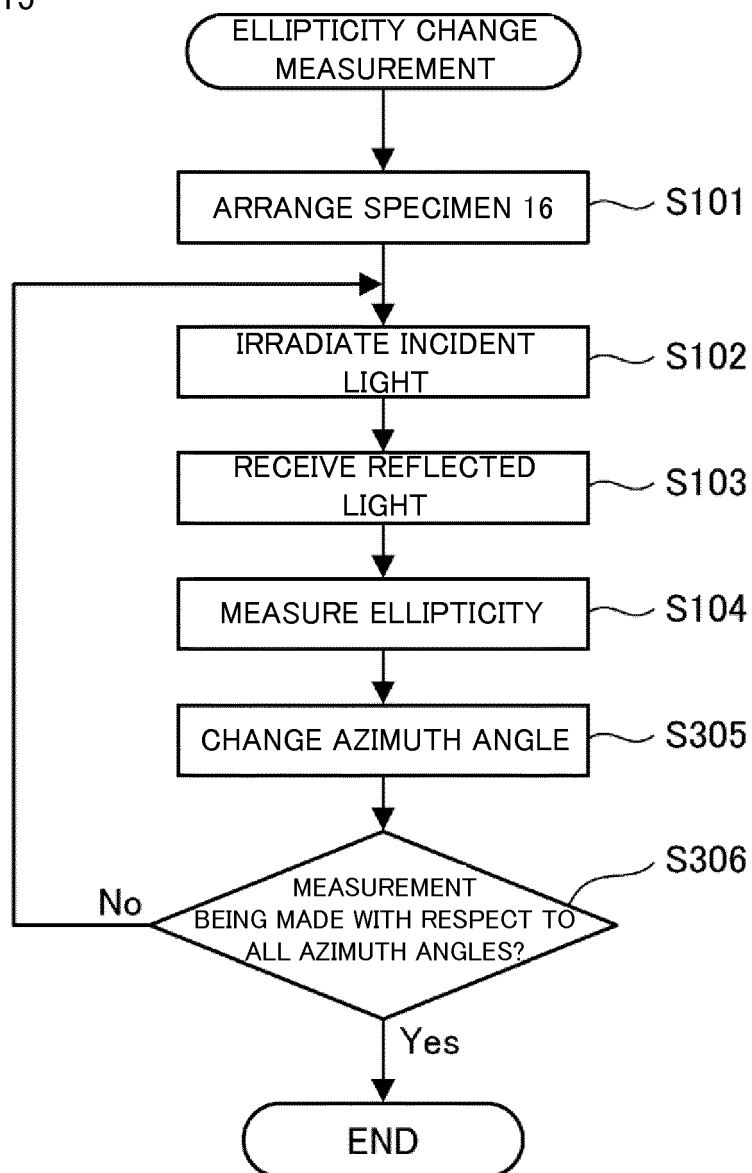 ELLIPTICITY CHANGE
MEASUREMENT
ARRANGE SPECIMEN 16
S101
IRRADIATE INCIDENT
LIGHT
S102
RECEIVE REFLECTED
LIGHT
S103
MEASURE ELLIPTICITY
S104
CHANGE AZIMUTH ANGLE
S305
S306
MEASUREMENT
BEING MADE WITH RESPECT TO
ALL AZIMUTH ANGLES?
No
Yes
END